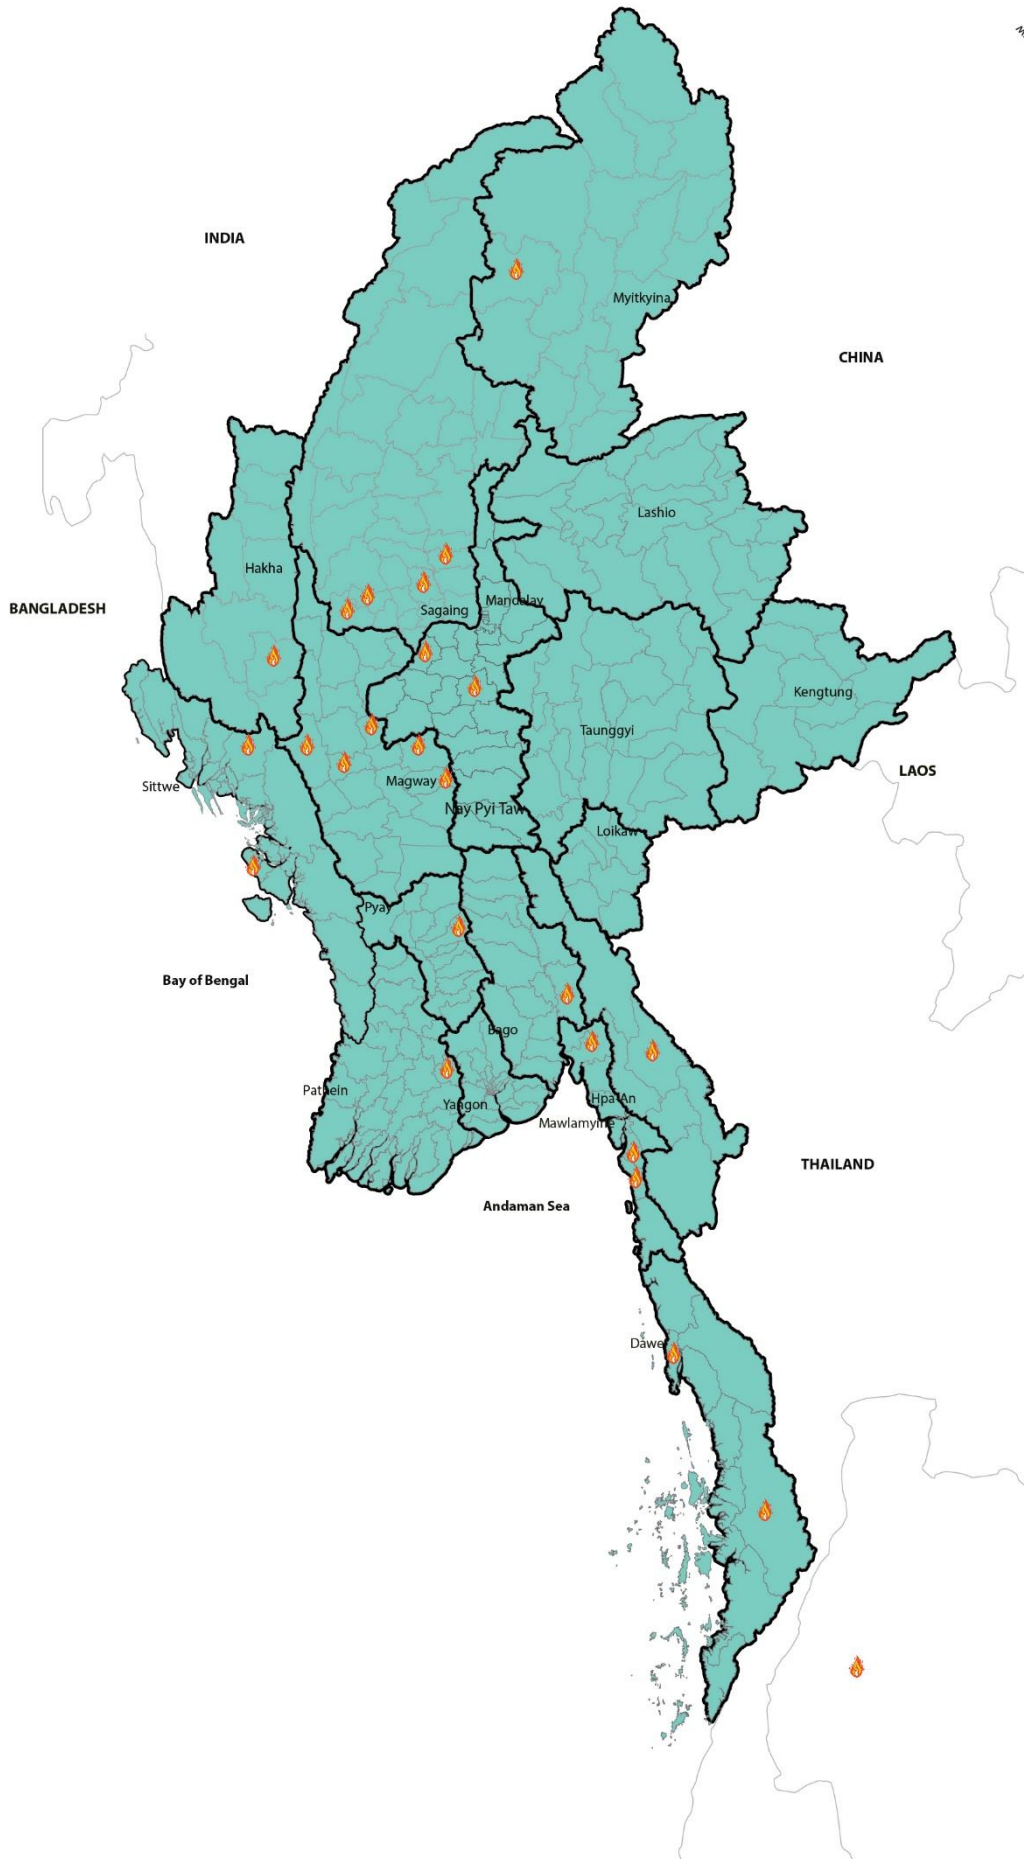 INDIA
Myitkyina
CHINA
Lashio
Hakha
Mandalay
BANGLADESH
Sagaing
Kengtung
Taunggyi
LAOS
Magway
Sittwe
Nay Pyi Taw
Loikaw
Pyay
Bay of Bengal
Bago
Pathein
Hpa-An
Yangon
Mawlamyine
THAILAND
Andaman Sea
Dawei